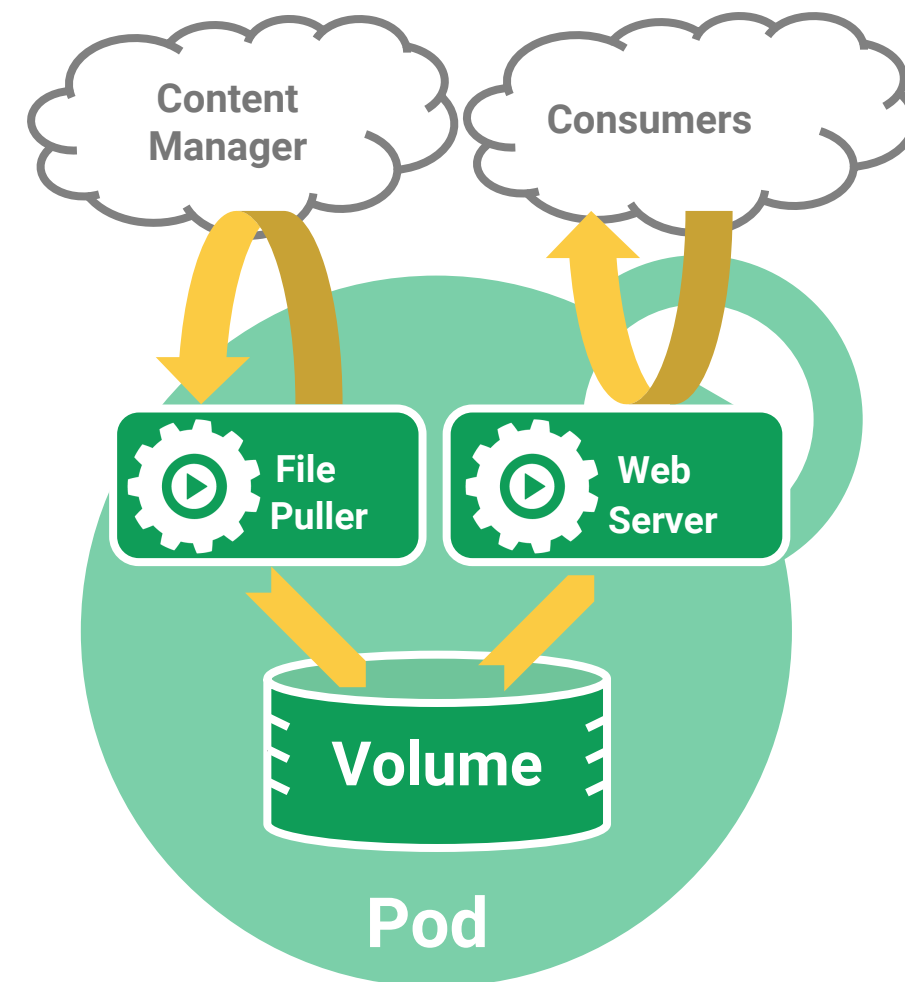 Content
Manager
Consumers
File
Puller
Web
Server
Volume
Pod